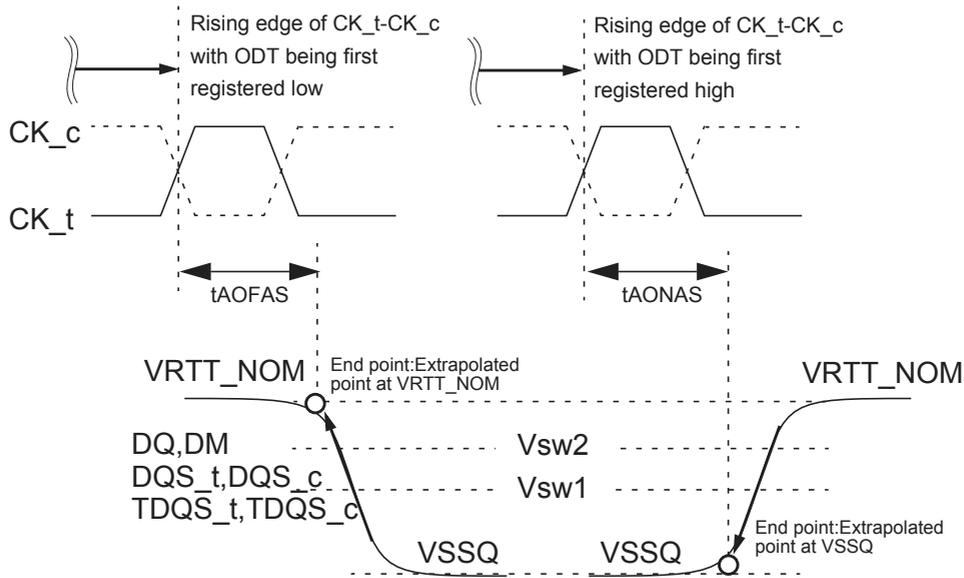 Rising edge of CK_t-CK_c
with ODT being first
registered low
Rising edge of CK_t-CK_c
with ODT being first
registered high
CK_c
CK_t
tAOFAS
tAONAS
VRTT_NOM
End point:Extrapolated
point at VRTT_NOM
VRTT_NOM
DQ,DM
DQS_t,DQS_c
TDQS_t,TDQS_c
Vsw2
Vsw1
VSSQ
VSSQ
End point:Extrapolated
point at VSSQ